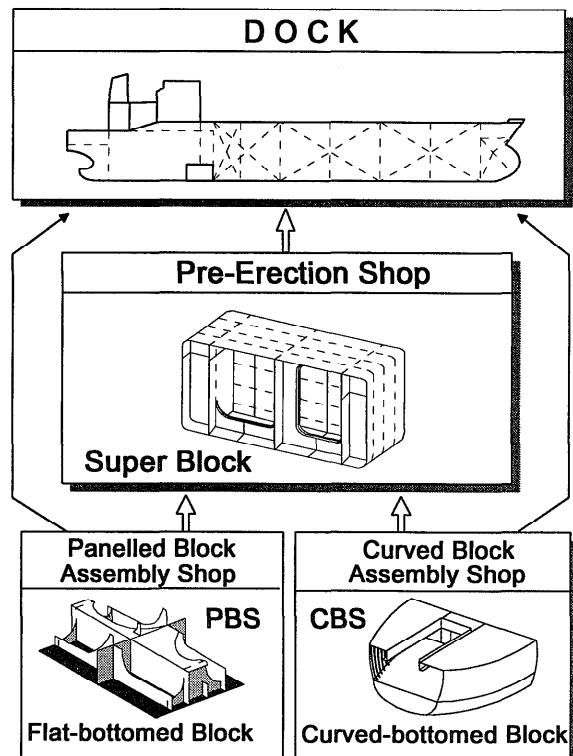 DOCK
Pre-Erection Shop
Super Block
Panelled Block
Assembly Shop
PBS
Flat-bottomed Block
Curved Block
Assembly Shop
CBS
Curved-bottomed Block